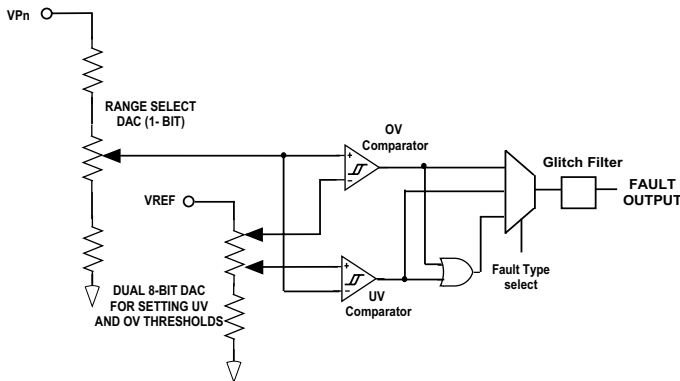 VPn
RANGE SELECT
DAC (1- BIT)
OV
Comparator
+
−
Glitch Filter
FAULT
OUTPUT
VREF
+
−
UV
Comparator
Fault Type
select
DUAL 8-BIT DAC
FOR SETTING UV
AND OV THRESHOLDS